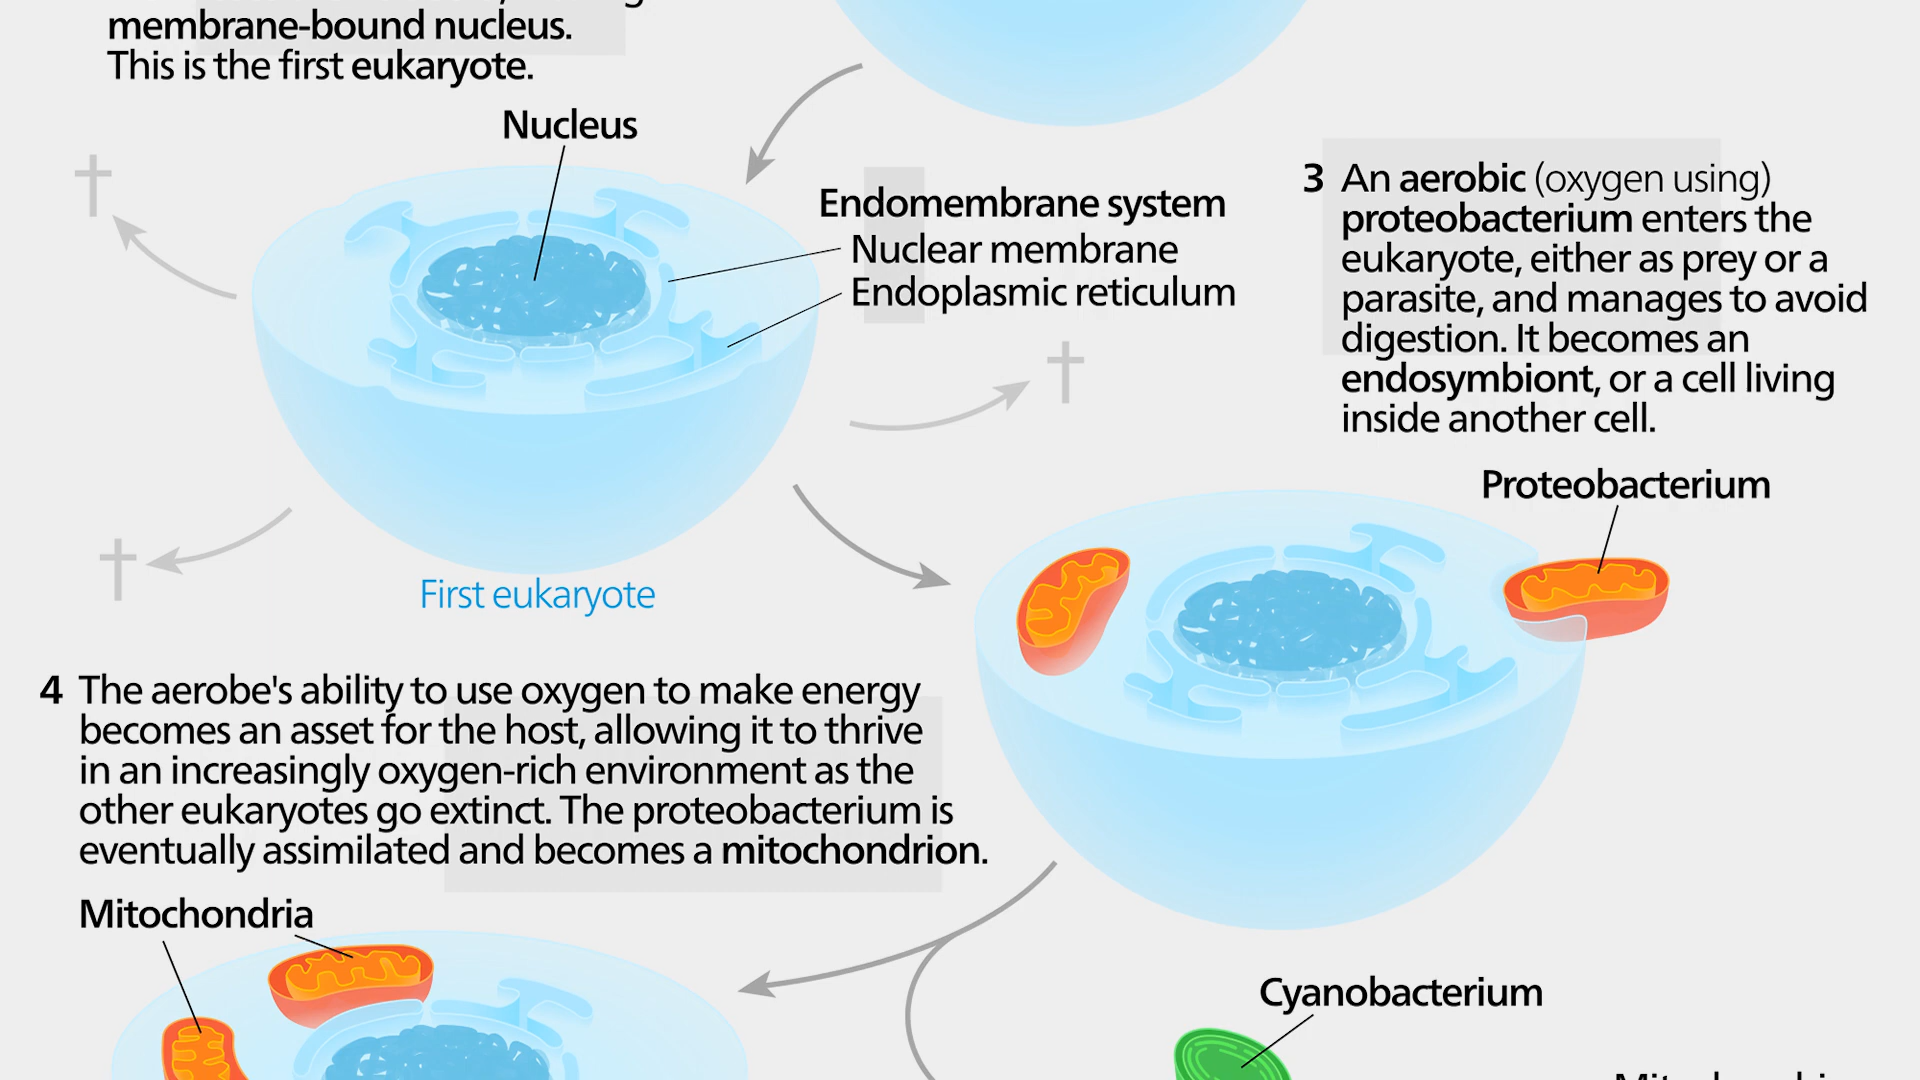 membrane-bound nucleus.
This is the first eukaryote.
Nucleus
Endomembrane system
Nuclear membrane
Endoplasmic reticulum
3 An aerobic (oxygen using)
proteobacterium enters the
eukaryote, either as prey or a
parasite, and manages to avoid
digestion. It becomes an
endosymbiont, or a cell living
inside another cell.
Proteobacterium
First eukaryote
4 The aerobe's ability to use oxygen to make energy
becomes an asset for the host, allowing it to thrive
in an increasingly oxygen-rich environment as the
other eukaryotes go extinct. The proteobacterium is
eventually assimilated and becomes a mitochondrion.
Mitochondria
Cyanobacterium